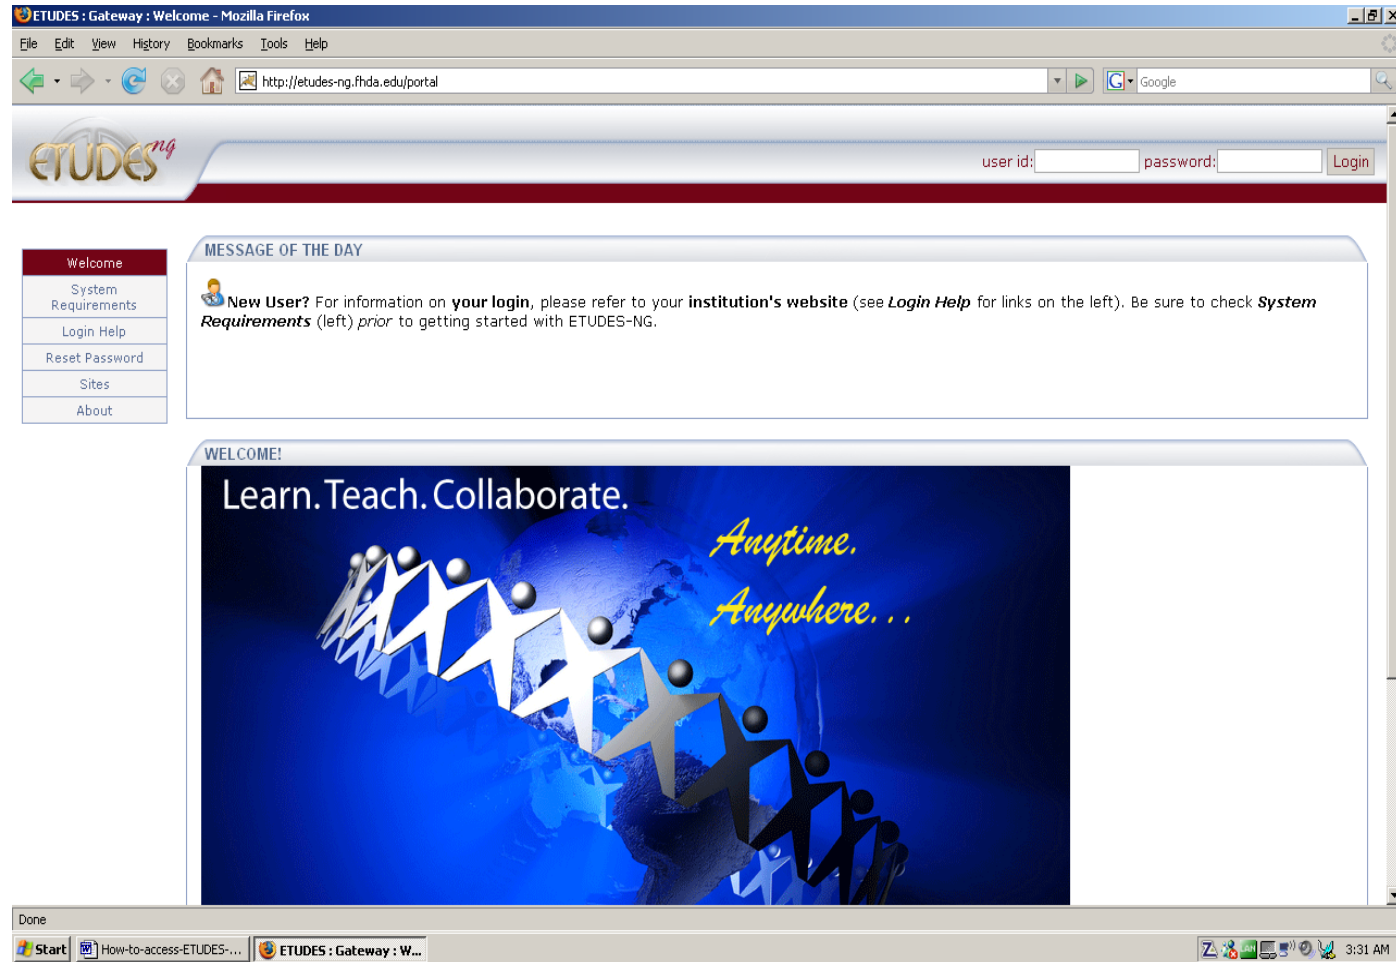 ETUDES : Gateway : Welcome - Mozilla Firefox
File Edit View History Bookmarks Tools Help
http://etudes-ng.fhda.edu/portal
G Google
ETUDES ng
user id: password: Login
Welcome
System
Requirements
Login Help
Reset Password
Sites
About
MESSAGE OF THE DAY
New User? For information on your login, please refer to your institution's website (see Login Help for links on the left). Be sure to check System
Requirements (left) prior to getting started with ETUDES-NG.
WELCOME!
Learn. Teach. Collaborate.
Anytime.
Anywhere...
Done
Start How-to-access-ETUDES-... ETUDES : Gateway : W... 3:31 AM